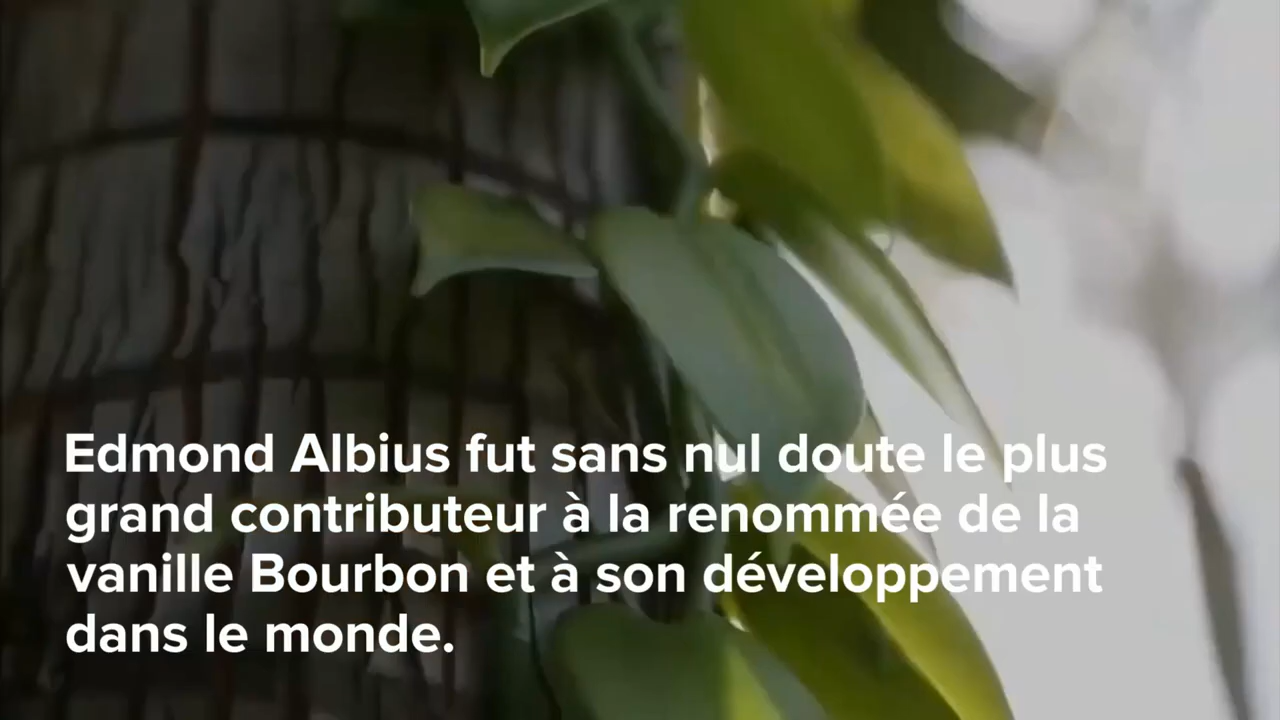 Edmond Albius fut sans nul doute le plus
grand contributeur à la renommée de la
vanille Bourbon et à son développement
dans le monde.